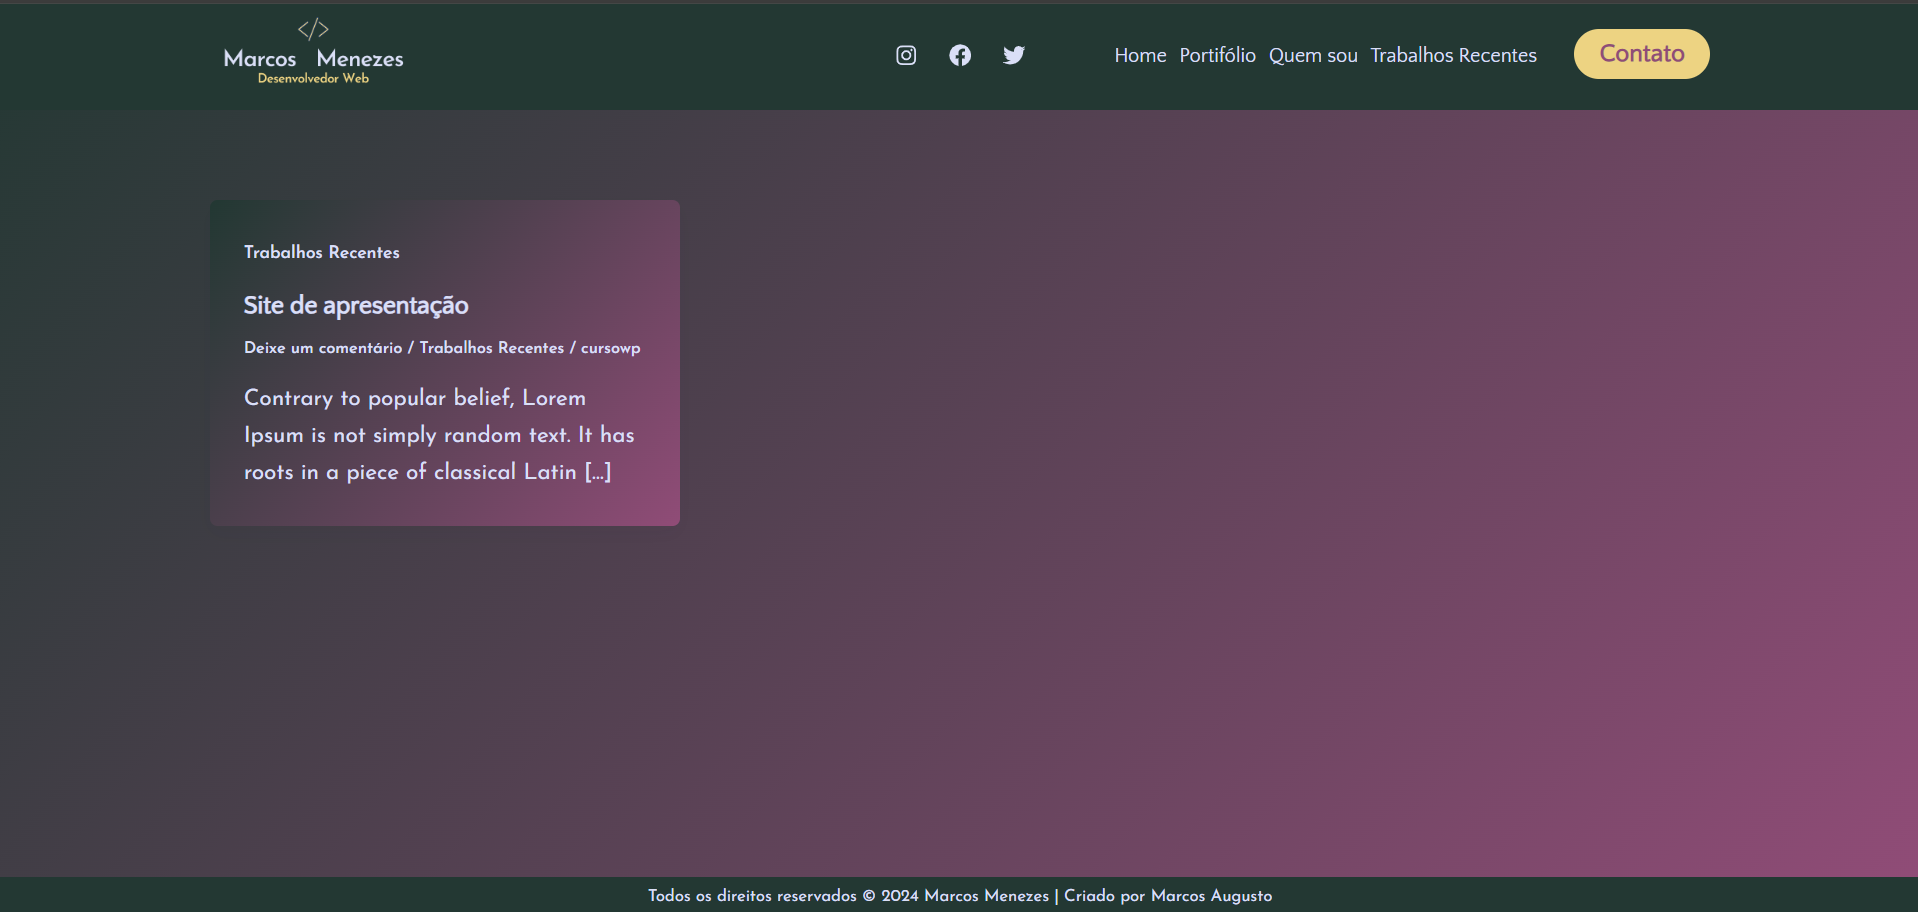 </>
Marcos Menezes
Desenvolvedor Web
Home Portifólio Quem sou Trabalhos Recentes Contato
Trabalhos Recentes
Site de apresentação
Deixe um comentário / Trabalhos Recentes / cursowp
Contrary to popular belief, Lorem
Ipsum is not simply random text. It has
roots in a piece of classical Latin […]
Todos os direitos reservados © 2024 Marcos Menezes | Criado por Marcos Augusto